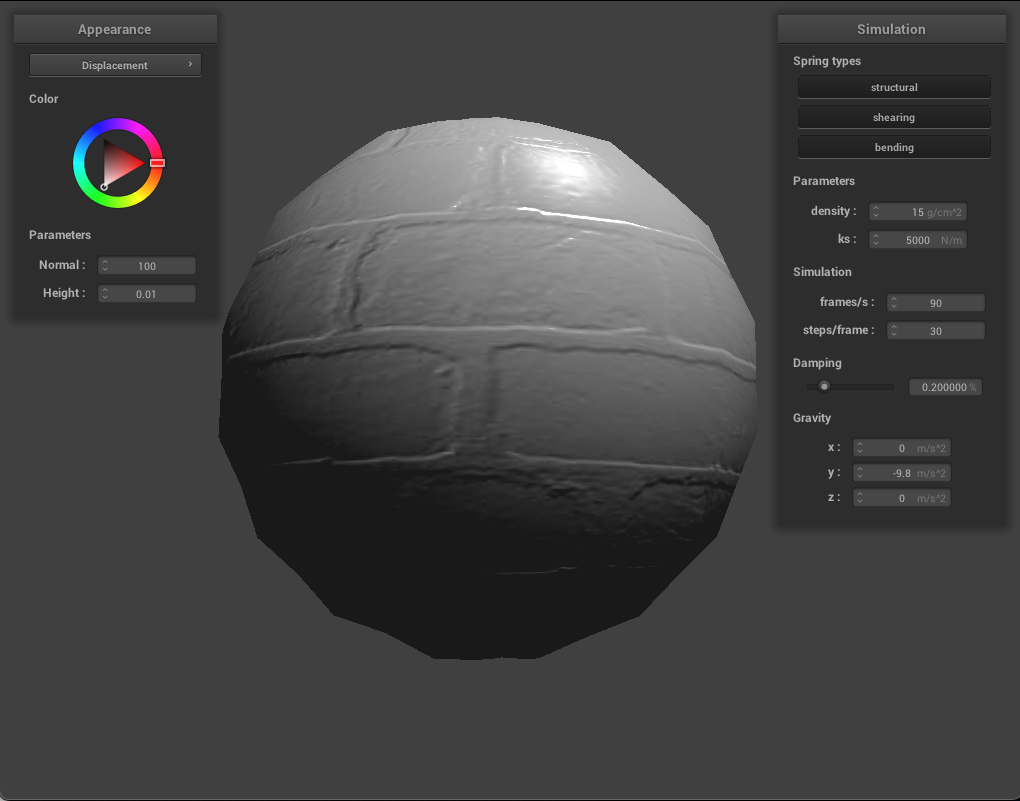 Appearance
Displacement ›
Color
Parameters
Normal : 100
Height : 0.01
Simulation
Spring types
structural
shearing
bending
Parameters
density : 15 g/cm^2
ks : 5000 N/m
Simulation
frames/s : 90
steps/frame : 30
Damping
0.200000 %
Gravity
x : 0 m/s^2
y : -9.8 m/s^2
z : 0 m/s^2